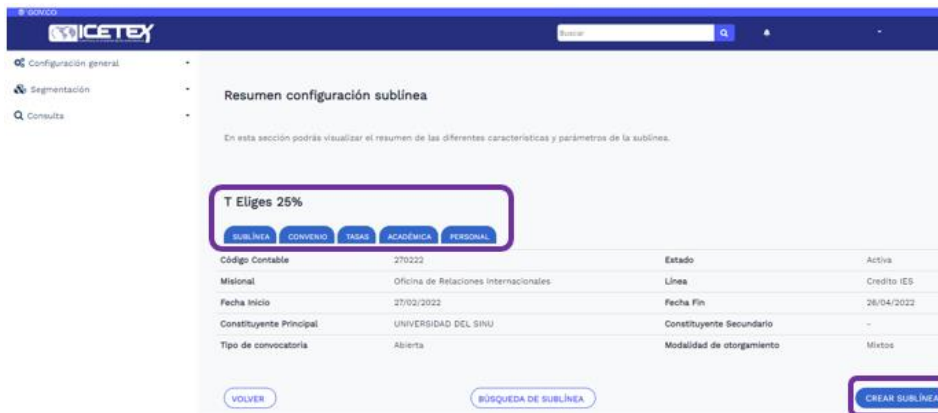 GOV.CO
ICETEX
Buscar
Configuración general
Segmentación
Consulta
Resumen configuración sublínea
En esta sección podrás visualizar el resumen de las diferentes características y parámetros de la sublínea.
T Eliges 25%
SUBLÍNEA CONVENIO TASAS ACADÉMICA PERSONAL
Código Contable 270222 Estado Activa
Misional Oficina de Relaciones Internacionales Línea Credito IES
Fecha Inicio 27/02/2022 Fecha Fin 26/04/2022
Constituyente Principal UNIVERSIDAD DEL SINU Constituyente Secundario -
Tipo de convocatoria Abierta Modalidad de otorgamiento Mixtos
VOLVER BÚSQUEDA DE SUBLÍNEA CREAR SUBLÍNEA